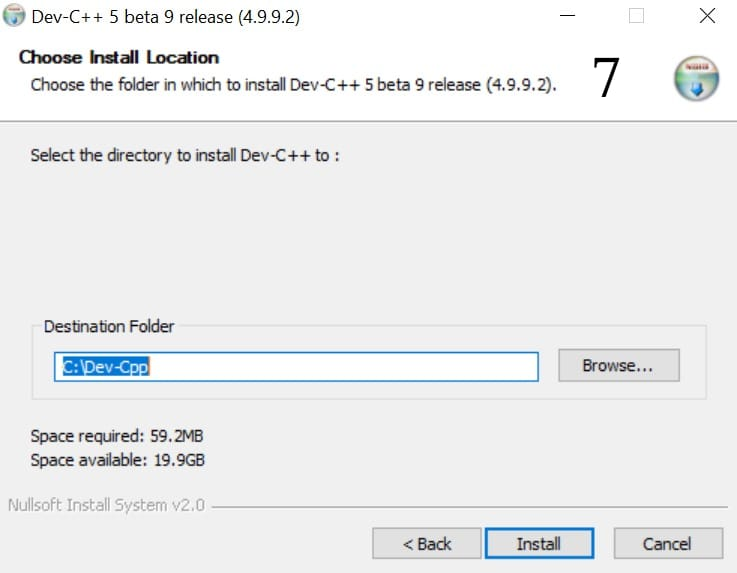 Dev-C++ 5 beta 9 release (4.9.9.2)
Choose Install Location
Choose the folder in which to install Dev-C++ 5 beta 9 release (4.9.9.2).
7
Select the directory to install Dev-C++ to :
Destination Folder
C:\Dev-Cpp
Browse...
Space required: 59.2MB
Space available: 19.9GB
Nullsoft Install System v2.0
< Back
Install
Cancel